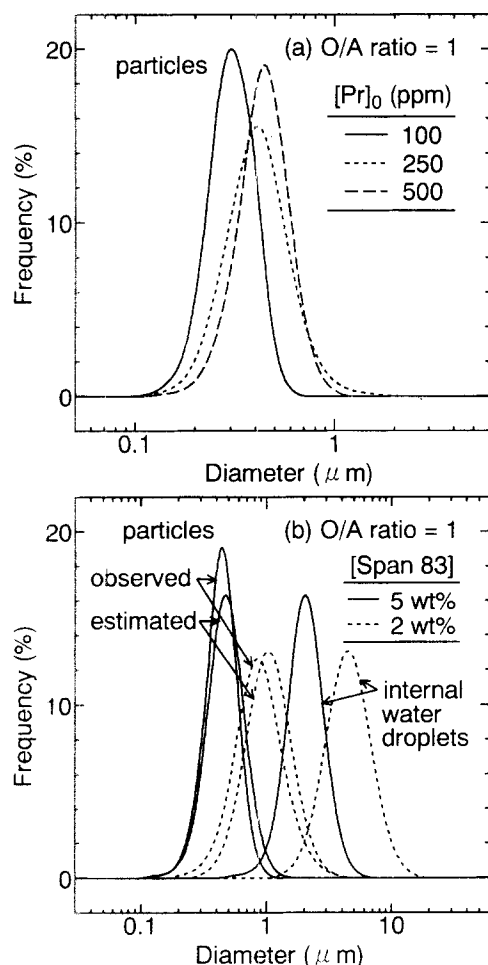 (a) O/A ratio = 1
particles
[Pr]₀ (ppm)
100
250
500
20
10
0
Frequency (%)
0.1
1
Diameter (μm)
(b) O/A ratio = 1
particles
[Span 83]
5 wt%
2 wt%
observed
estimated
internal
water
droplets
20
10
0
Frequency (%)
0.1
1
10
Diameter (μm)